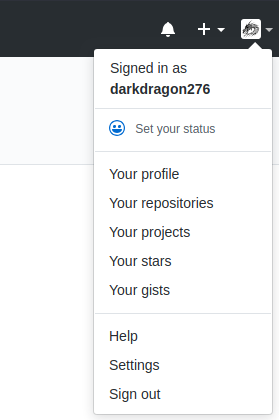 Signed in as
darkdragon276
Set your status
Your profile
Your repositories
Your projects
Your stars
Your gists
Help
Settings
Sign out